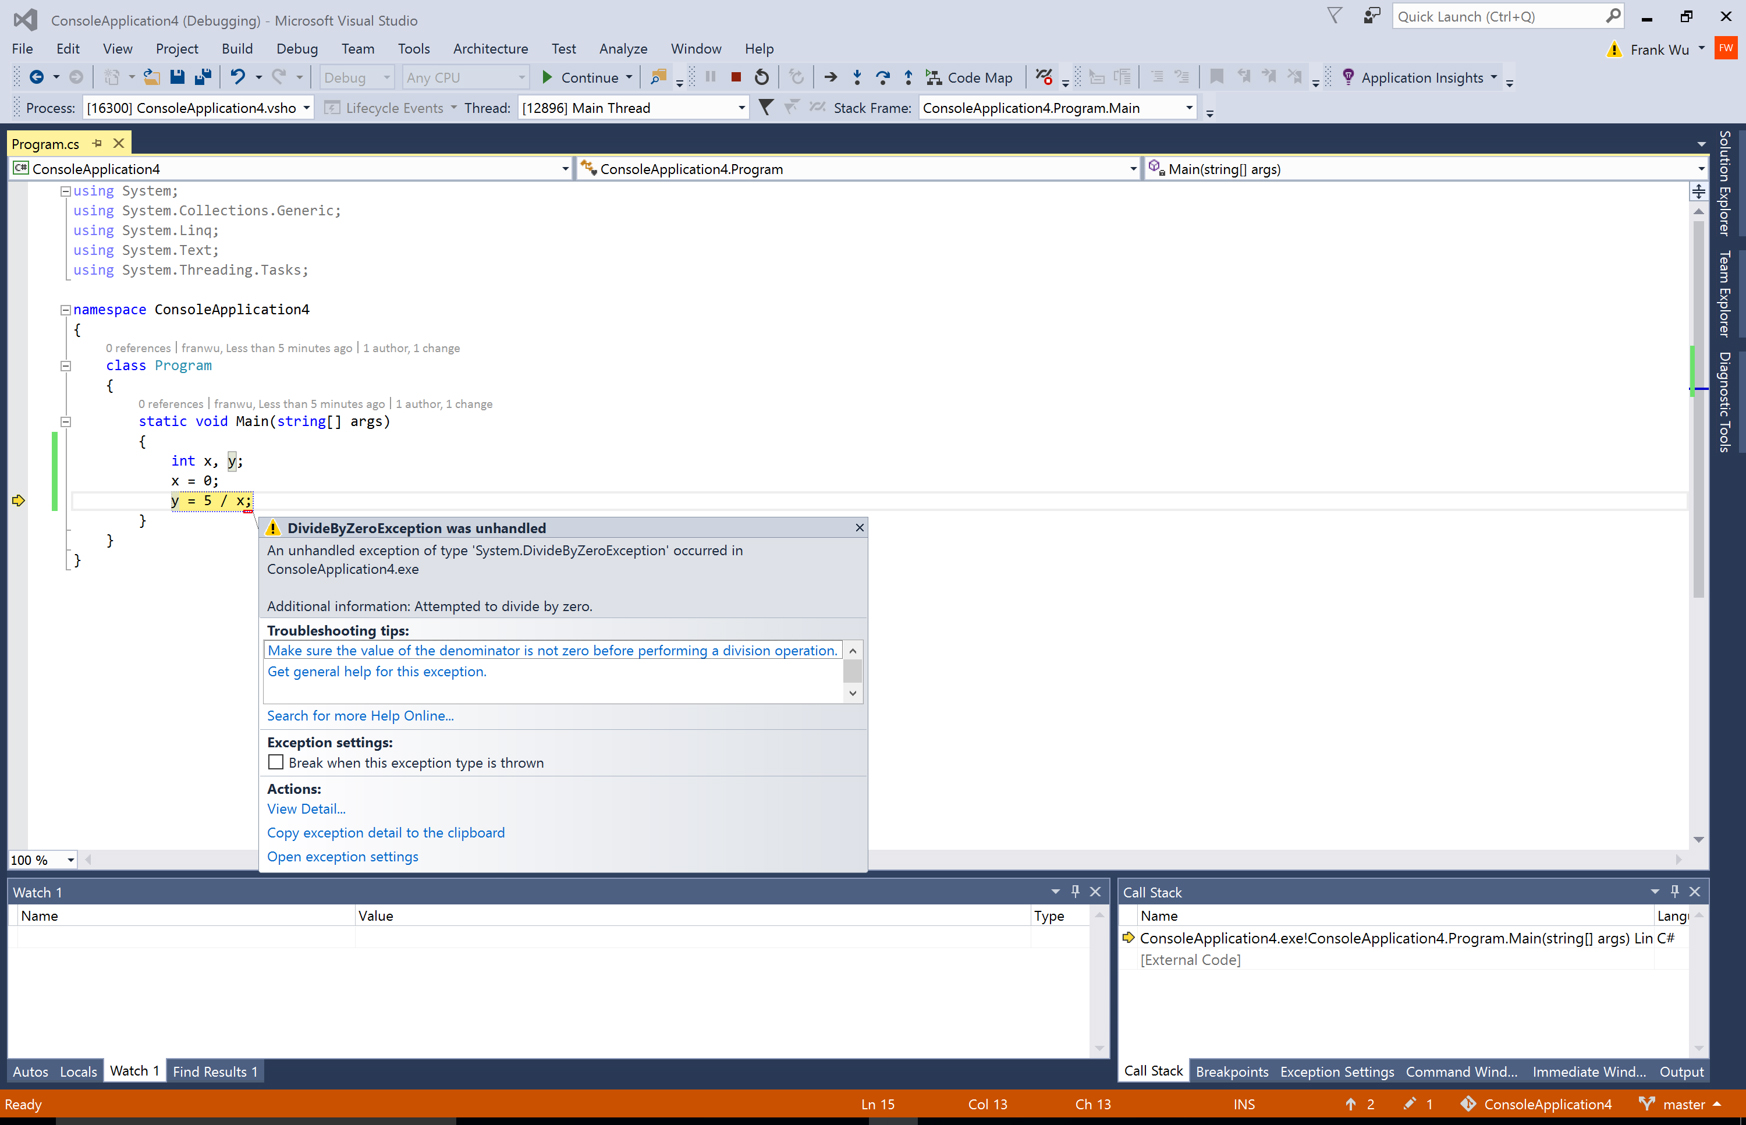 ConsoleApplication4 (Debugging) - Microsoft Visual Studio
Quick Launch (Ctrl+Q)
File Edit View Project Build Debug Team Tools Architecture Test Analyze Window Help
Frank Wu FW
Debug Any CPU Continue Code Map Application Insights
Process: [16300] ConsoleApplication4.vsho Lifecycle Events Thread: [12896] Main Thread Stack Frame: ConsoleApplication4.Program.Main
Program.cs
C# ConsoleApplication4 ConsoleApplication4.Program Main(string[] args)
using System;
using System.Collections.Generic;
using System.Linq;
using System.Text;
using System.Threading.Tasks;
namespace ConsoleApplication4
{
0 references | franwu, Less than 5 minutes ago | 1 author, 1 change
class Program
{
0 references | franwu, Less than 5 minutes ago | 1 author, 1 change
static void Main(string[] args)
{
int x, y;
x = 0;
y = 5 / x;
}
}
}
DivideByZeroException was unhandled
An unhandled exception of type 'System.DivideByZeroException' occurred in
ConsoleApplication4.exe
Additional information: Attempted to divide by zero.
Troubleshooting tips:
Make sure the value of the denominator is not zero before performing a division operation.
Get general help for this exception.
Search for more Help Online...
Exception settings:
Break when this exception type is thrown
Actions:
View Detail...
Copy exception detail to the clipboard
Open exception settings
Solution Explorer
Team Explorer
Diagnostic Tools
100 %
Watch 1
Name Value Type
Autos Locals Watch 1 Find Results 1
Call Stack
Name Langu
ConsoleApplication4.exe!ConsoleApplication4.Program.Main(string[] args) Lin C#
[External Code]
Call Stack Breakpoints Exception Settings Command Wind... Immediate Wind... Output
Ready Ln 15 Col 13 Ch 13 INS 2 1 ConsoleApplication4 master